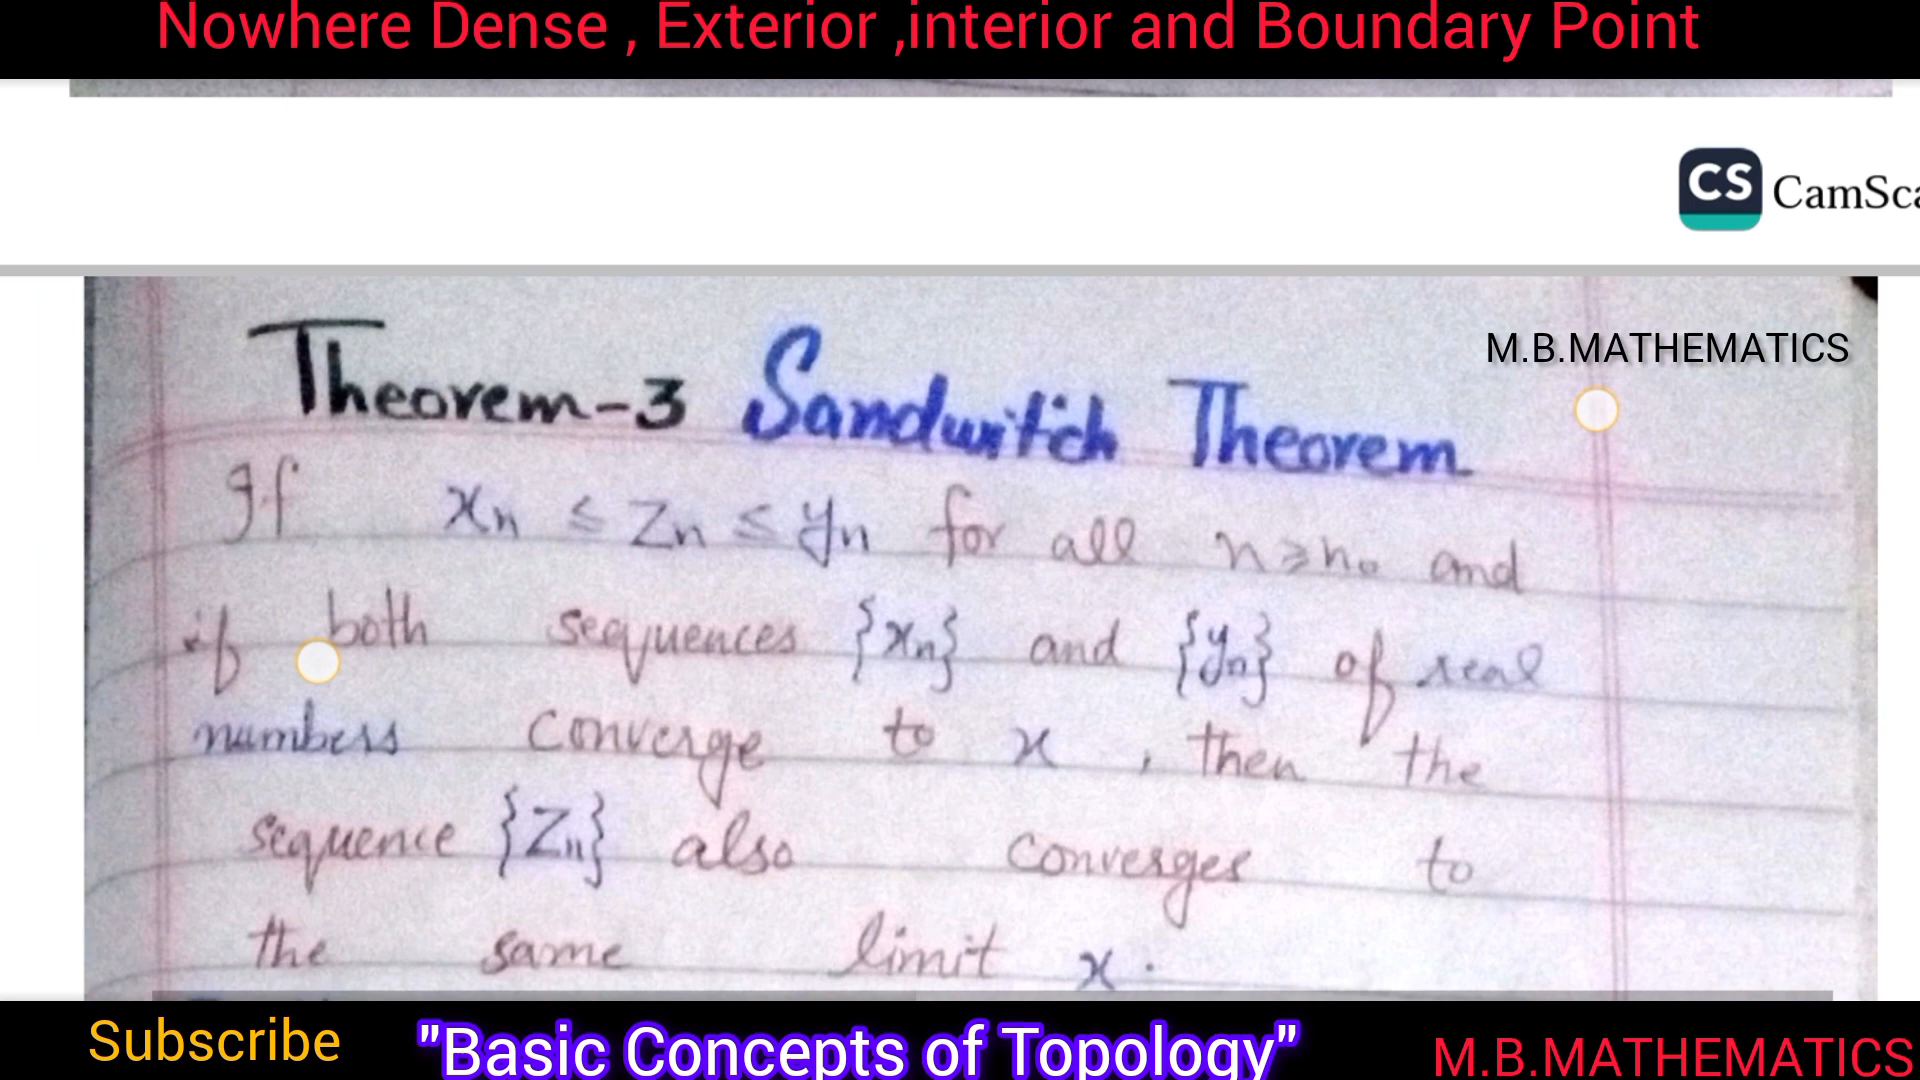 Nowhere Dense , Exterior ,interior and Boundary Point
CS CamSca
M.B.MATHEMATICS
Theorem-3 Sandwitch Theorem
If xn ≤ Zn ≤ yn for all n ≥ n₀ and
if both sequences {xn} and {yn} of real
numbers converge to x , then the
sequence {Zn} also converges to
the same limit x .
Subscribe "Basic Concepts of Topology" M.B.MATHEMATICS